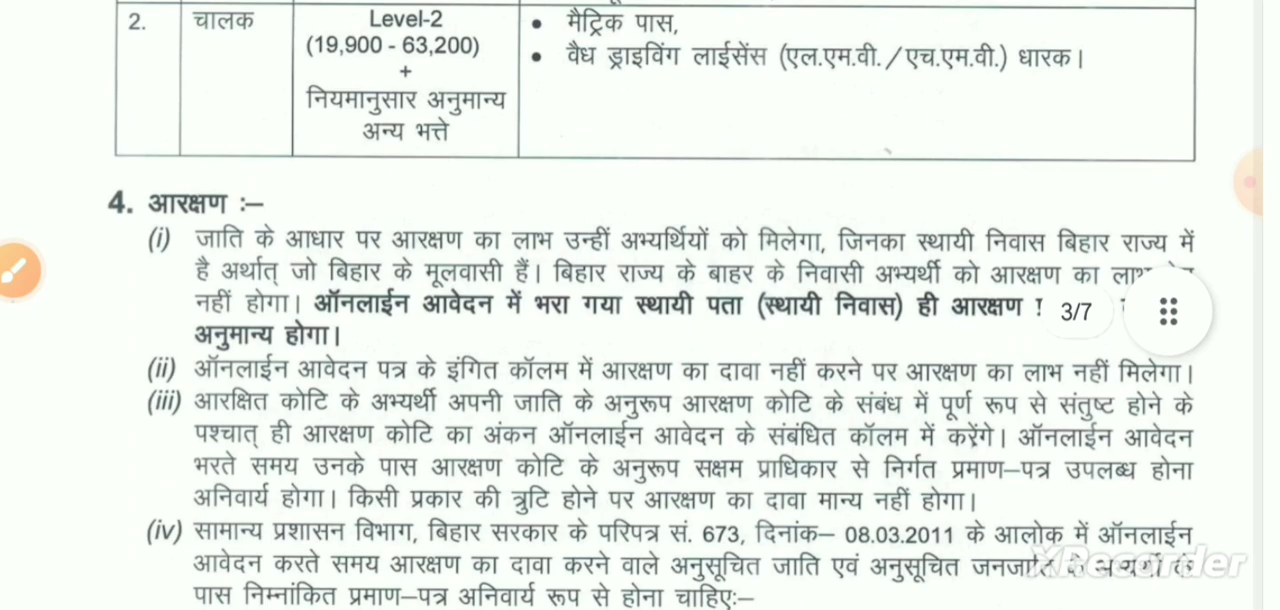 2. चालक Level-2 • मैट्रिक पास,
(19,900 - 63,200) • वैध ड्राइविंग लाईसेंस (एल.एम.वी./एच.एम.वी.) धारक।
+
नियमानुसार अनुमान्य
अन्य भत्ते
4. आरक्षण :–
(i) जाति के आधार पर आरक्षण का लाभ उन्हीं अभ्यर्थियों को मिलेगा, जिनका स्थायी निवास बिहार राज्य में
है अर्थात् जो बिहार के मूलवासी हैं। बिहार राज्य के बाहर के निवासी अभ्यर्थी को आरक्षण का
नहीं होगा। ऑनलाईन आवेदन में भरा गया स्थायी पता (स्थायी निवास) ही आरक्षण
3/7
अनुमान्य होगा।
(ii) ऑनलाईन आवेदन पत्र के इंगित कॉलम में आरक्षण का दावा नहीं करने पर आरक्षण का लाभ नहीं मिलेगा।
(iii) आरक्षित कोटि के अभ्यर्थी अपनी जाति के अनुरूप आरक्षण कोटि के संबंध में पूर्ण रूप से संतुष्ट होने के
पश्चात् ही आरक्षण कोटि का अंकन ऑनलाईन आवेदन के संबंधित कॉलम में करेंगे। ऑनलाईन आवेदन
भरते समय उनके पास आरक्षण कोटि के अनुरूप सक्षम प्राधिकार से निर्गत प्रमाण–पत्र उपलब्ध होना
अनिवार्य होगा। किसी प्रकार की त्रुटि होने पर आरक्षण का दावा मान्य नहीं होगा।
(iv) सामान्य प्रशासन विभाग, बिहार सरकार के परिपत्र सं. 673, दिनांक– 08.03.2011 के आलोक में ऑनलाईन
आवेदन करते समय आरक्षण का दावा करने वाले अनुसूचित जाति एवं अनुसूचित जनजाति के अभ्यर्थी के
XRecorder
पास निम्नांकित प्रमाण–पत्र अनिवार्य रूप से होना चाहिए:–